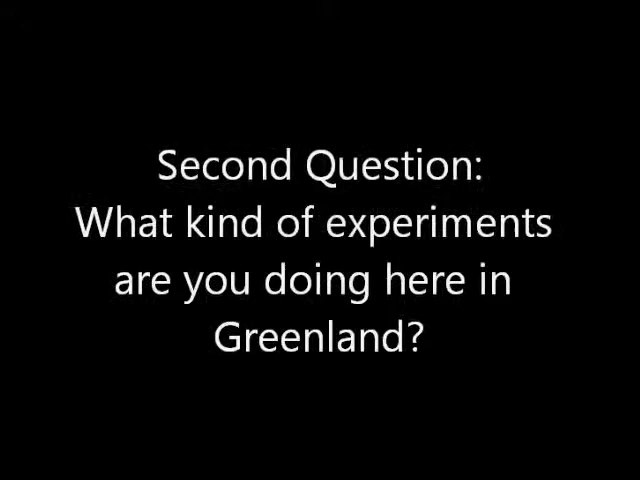 Second Question:
What kind of experiments
are you doing here in
Greenland?